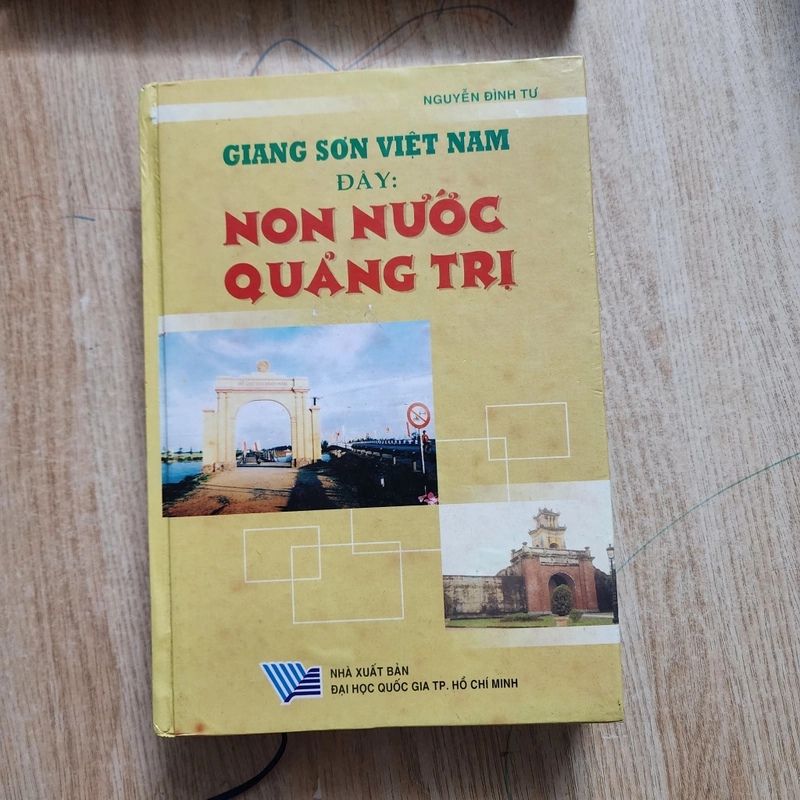 NGUYỄN ĐÌNH TƯ
GIANG SƠN VIỆT NAM
ĐÂY:
NON NƯỚC
QUẢNG TRỊ
NHÀ XUẤT BẢN
ĐẠI HỌC QUỐC GIA TP. HỒ CHÍ MINH